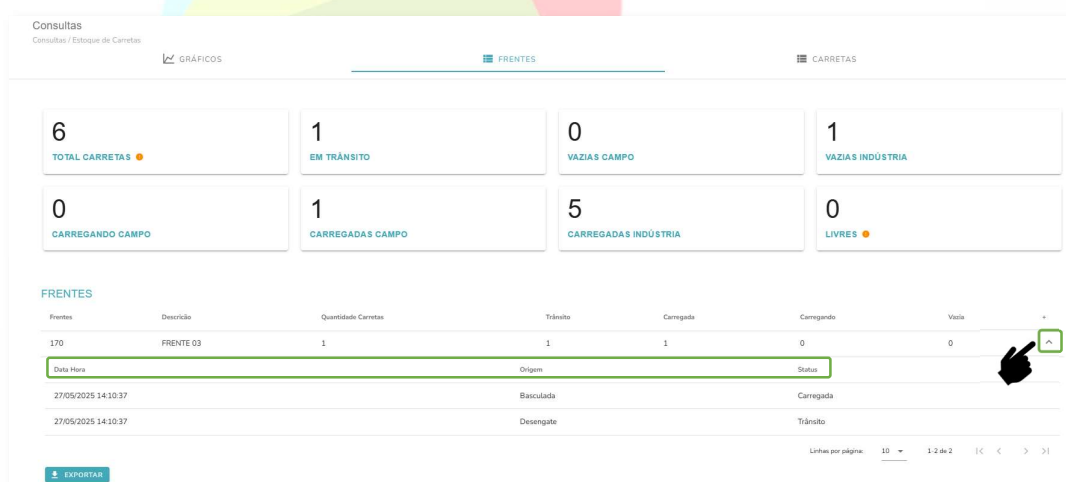 Consultas
Consultas / Estoque de Carretas
GRÁFICOS
FRENTES
CARRETAS
6
TOTAL CARRETAS
1
EM TRÂNSITO
0
VAZIAS CAMPO
1
VAZIAS INDÚSTRIA
0
CARREGANDO CAMPO
1
CARREGADAS CAMPO
5
CARREGADAS INDÚSTRIA
0
LIVRES
FRENTES
Frentes Descricão Quantidade Carretas Trânsito Carregada Carregando Vazia +
170 FRENTE 03 1 1 1 0 0
Data Hora Origem Status
27/05/2025 14:10:37 Basculada Carregada
27/05/2025 14:10:37 Desengate Trânsito
Linhas por página: 10 1-2 de 2
EXPORTAR